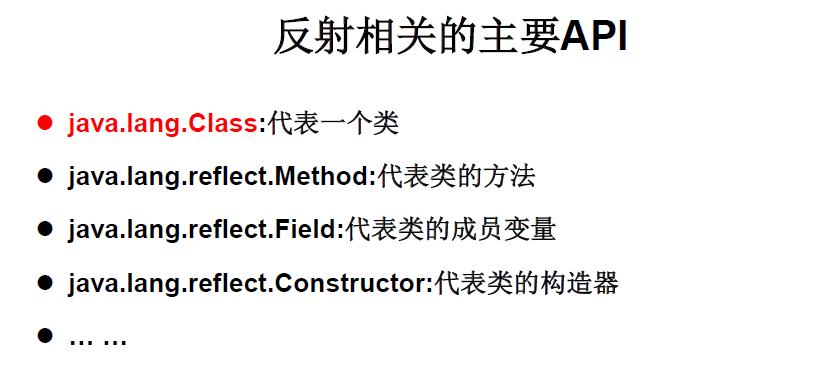 反射相关的主要API
● java.lang.Class:代表一个类
● java.lang.reflect.Method:代表类的方法
● java.lang.reflect.Field:代表类的成员变量
● java.lang.reflect.Constructor:代表类的构造器
● … …